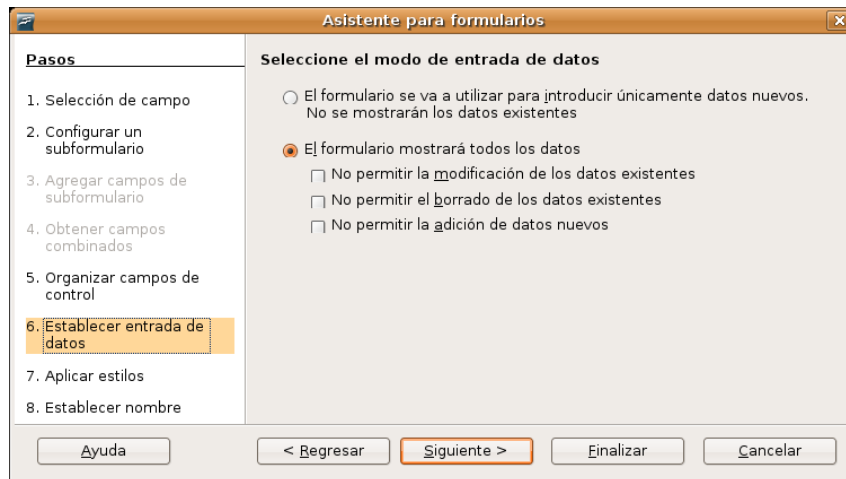 Asistente para formularios
Pasos
1. Selección de campo
2. Configurar un
subformulario
3. Agregar campos de
subformulario
4. Obtener campos
combinados
5. Organizar campos de
control
6. Establecer entrada de
datos
7. Aplicar estilos
8. Establecer nombre
Seleccione el modo de entrada de datos
El formulario se va a utilizar para introducir únicamente datos nuevos.
No se mostrarán los datos existentes
El formulario mostrará todos los datos
No permitir la modificación de los datos existentes
No permitir el borrado de los datos existentes
No permitir la adición de datos nuevos
Ayuda
< Regresar
Siguiente >
Finalizar
Cancelar